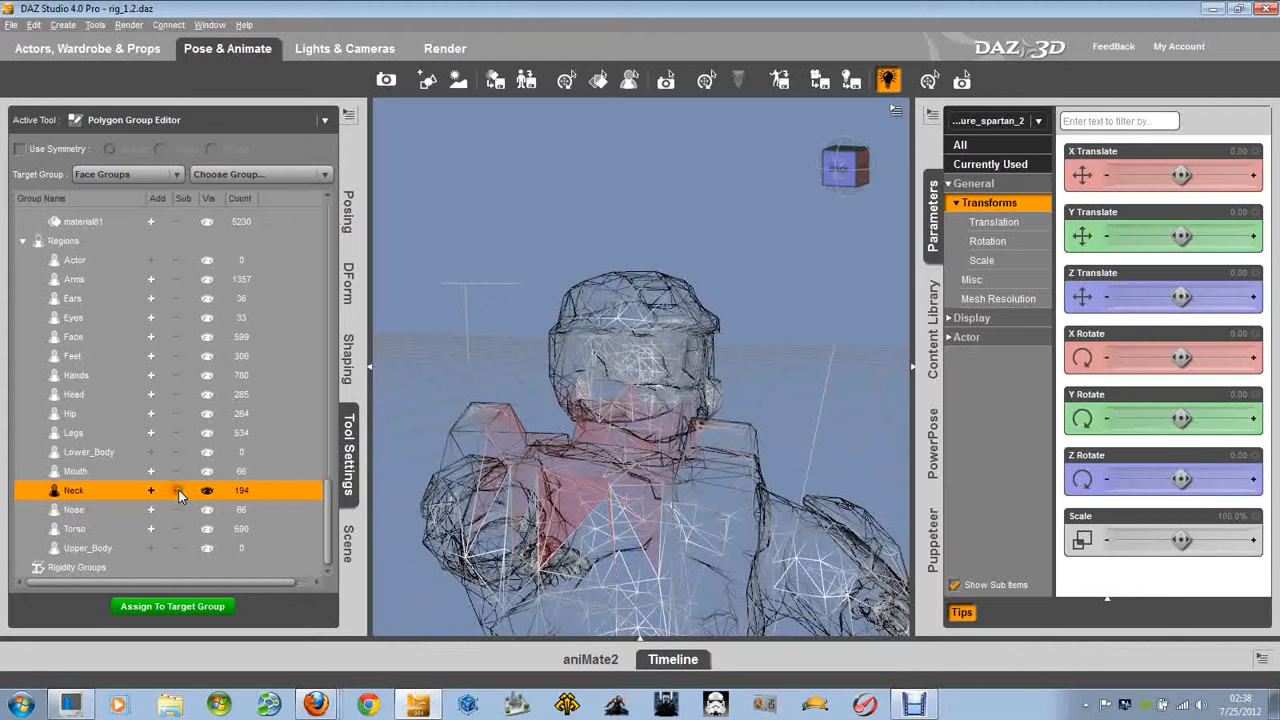 DAZ Studio 4.0 Pro - rig_1.2.daz
File Edit Create Tools Render Connect Window Help
Actors, Wardrobe & Props Pose & Animate Lights & Cameras Render
DAZ 3D FeedBack My Account
Active Tool : Polygon Group Editor
Use Symmetry :
Target Group : Face Groups Choose Group...
Group Name Add Sub Vis Count
material81 + − 5230
Regions
Actor + − 0
Arms + − 1357
Ears + − 36
Eyes + − 33
Face + − 599
Feet + − 306
Hands + − 780
Head + − 285
Hip + − 284
Legs + − 534
Lower_Body + − 0
Mouth + − 66
Neck + 194
Nose + − 66
Torso + − 690
Upper_Body + − 0
Rigidity Groups
Assign To Target Group
Posing
DForm
Shaping
Tool Settings
Scene
Parameters
Content Library
PowerPose
Puppeteer
...ure_spartan_2
All
Currently Used
General
Transforms
Translation
Rotation
Scale
Misc
Mesh Resolution
Display
Actor
Show Sub Items
Tips
Enter text to filter by...
X Translate 0.00
- +
Y Translate 0.00
- +
Z Translate 0.00
- +
X Rotate 0.00
- +
Y Rotate 0.00
- +
Z Rotate 0.00
- +
Scale 100.0%
- +
aniMate2 Timeline
02:38
7/25/2012